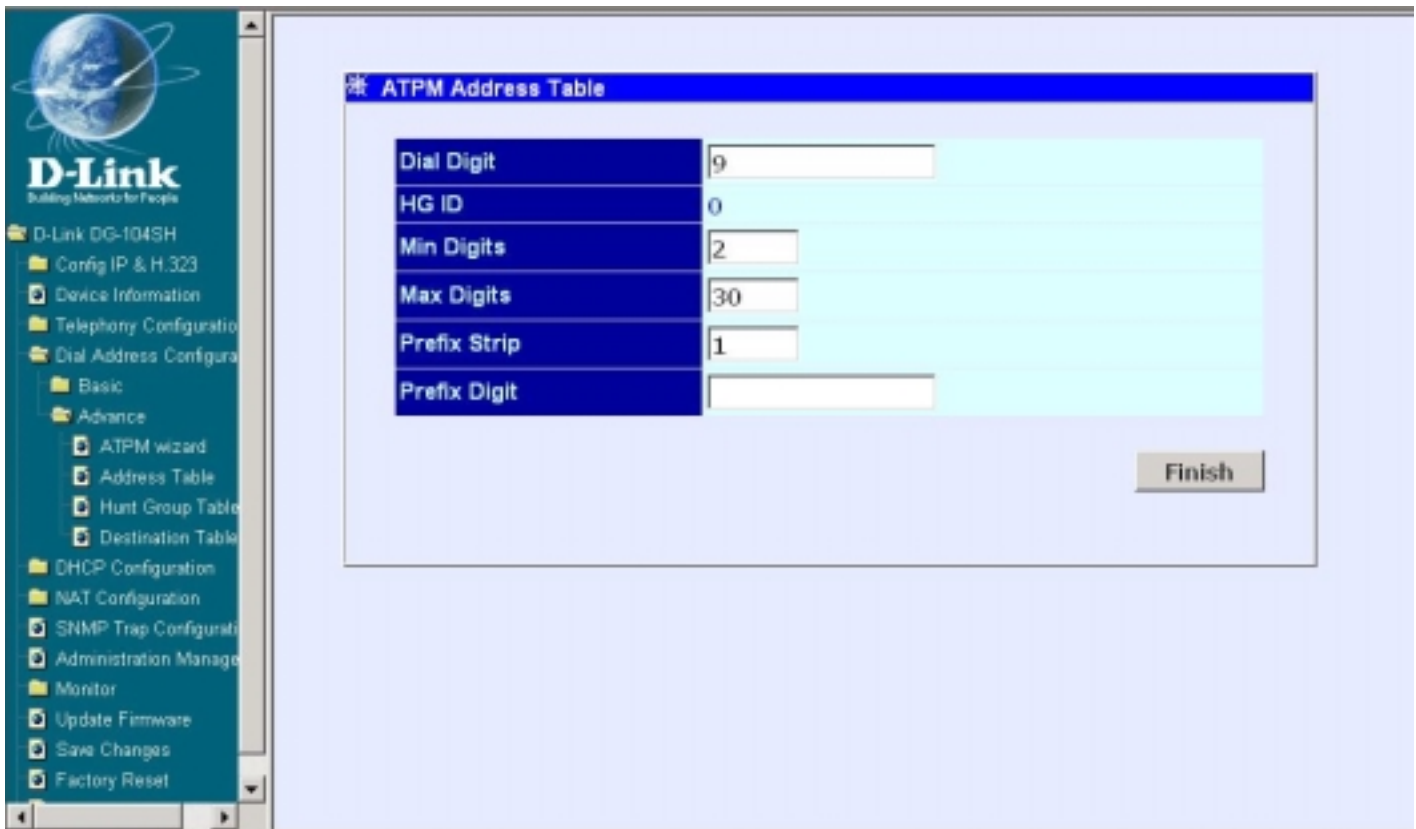 D-Link
Building Networks for People
D-Link DG-104SH
Config IP & H.323
Device Information
Telephony Configuratio
Dial Address Configura
Basic
Advance
ATPM wizard
Address Table
Hunt Group Table
Destination Table
DHCP Configuration
NAT Configuration
SNMP Trap Configurati
Administration Manage
Monitor
Update Firmware
Save Changes
Factory Reset
ATPM Address Table
Dial Digit 9
HG ID 0
Min Digits 2
Max Digits 30
Prefix Strip 1
Prefix Digit
Finish